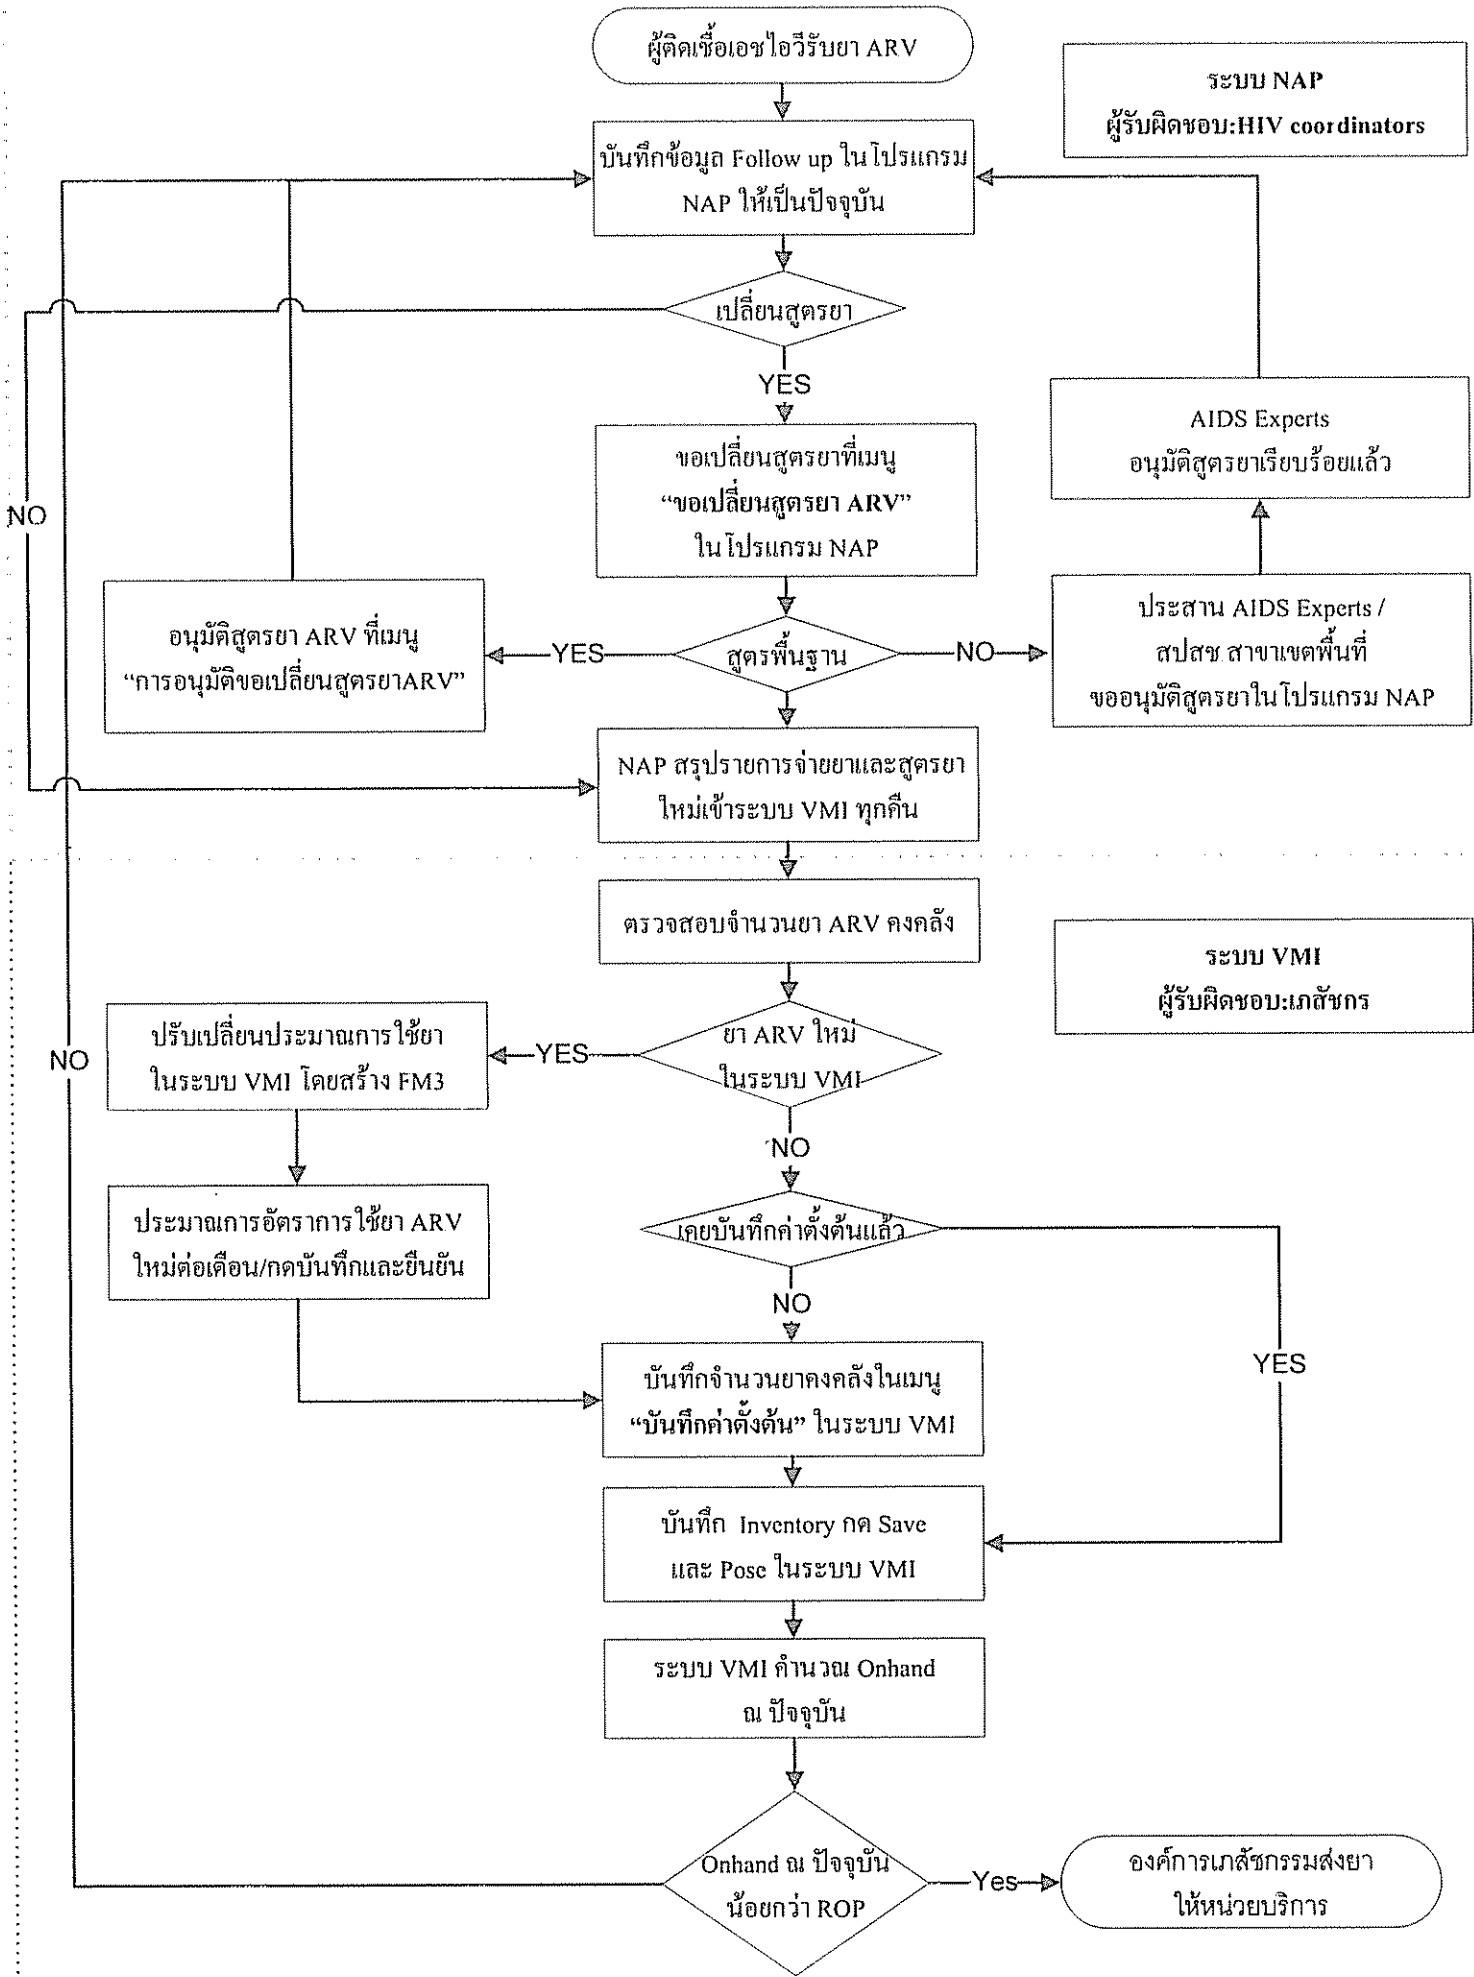 ผู้ติดเชื้อเอชไอวีรับยา ARV
ระบบ NAP
ผู้รับผิดชอบ:HIV coordinators
บันทึกข้อมูล Follow up ในโปรแกรม
NAP ให้เป็นปัจจุบัน
เปลี่ยนสูตรยา
YES
NO
ขอเปลี่ยนสูตรยาที่เมนู
“ขอเปลี่ยนสูตรยา ARV”
ในโปรแกรม NAP
AIDS Experts
อนุมัติสูตรยาเรียบร้อยแล้ว
อนุมัติสูตรยา ARV ที่เมนู
“การอนุมัติขอเปลี่ยนสูตรยาARV”
YES
สูตรพื้นฐาน
NO
ประสาน AIDS Experts /
สปสช. สาขาเขตพื้นที่
ขออนุมัติสูตรยาในโปรแกรม NAP
NAP สรุปรายการจ่ายยาและสูตรยา
ใหม่เข้าระบบ VMI ทุกคืน
ตรวจสอบจำนวนยา ARV คงคลัง
ระบบ VMI
ผู้รับผิดชอบ:เภสัชกร
ปรับเปลี่ยนประมาณการใช้ยา
ในระบบ VMI โดยสร้าง FM3
YES
ยา ARV ใหม่
ในระบบ VMI
NO
NO
ประมาณการอัตราการใช้ยา ARV
ใหม่ต่อเดือน/กดบันทึกและยืนยัน
เคยบันทึกค่าตั้งต้นแล้ว
NO
YES
บันทึกจำนวนยาคงคลังในเมนู
“บันทึกค่าตั้งต้น” ในระบบ VMI
บันทึก Inventory กด Save
และ Pose ในระบบ VMI
ระบบ VMI คำนวณ Onhand
ณ ปัจจุบัน
Onhand ณ ปัจจุบัน
น้อยกว่า ROP
Yes
องค์การเภสัชกรรมส่งยา
ให้หน่วยบริการ